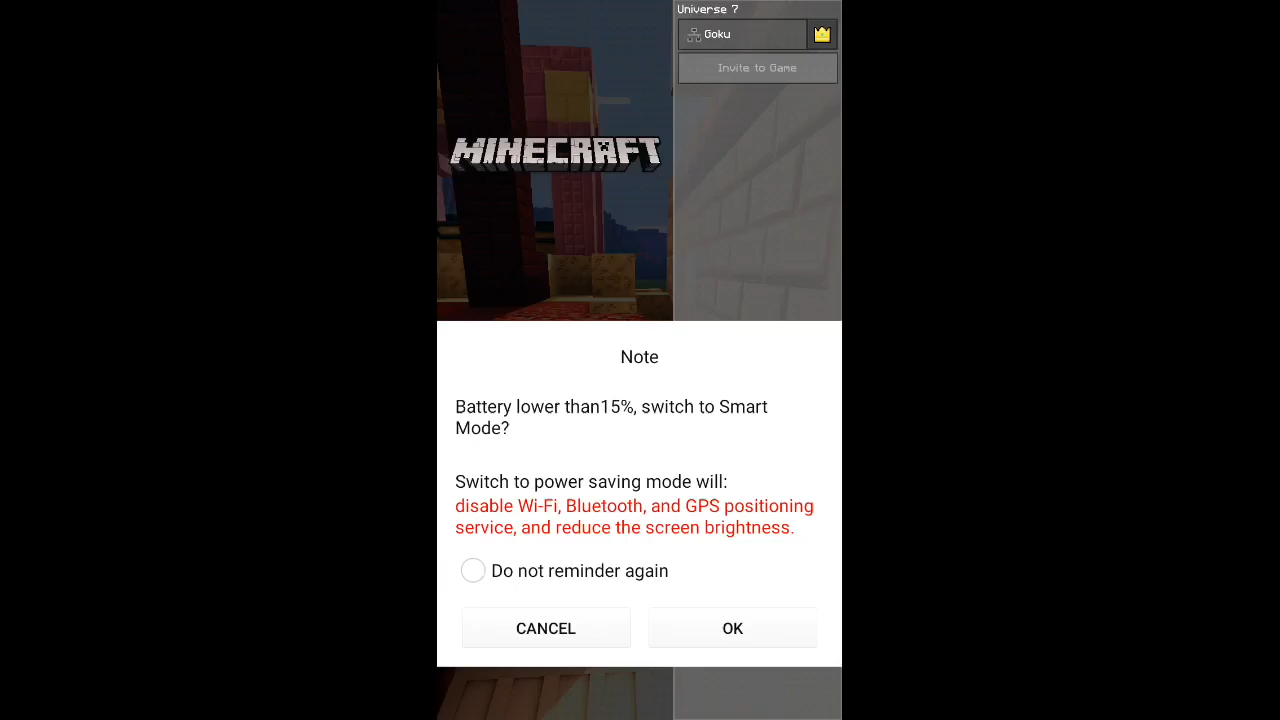 Universe 7
Goku
Invite to Game
MINECRAFT
Note
Battery lower than15%, switch to Smart
Mode?
Switch to power saving mode will:
disable Wi-Fi, Bluetooth, and GPS positioning
service, and reduce the screen brightness.
Do not reminder again
CANCEL
OK